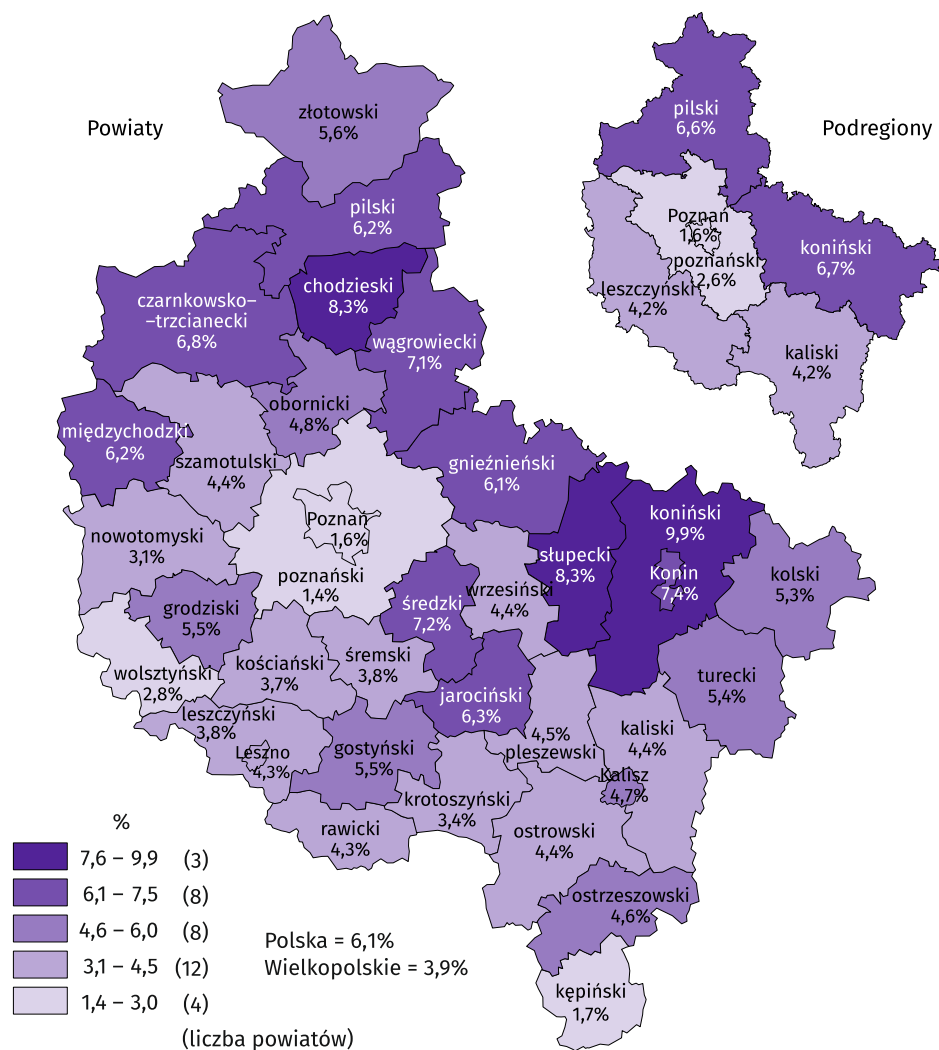 Powiaty
Podregiony
złotowski
5,6%
pilski
6,2%
chodzieski
8,3%
czarnkowsko–
–trzcianecki
6,8%
wągrowiecki
7,1%
obornicki
4,8%
międzychodzki
6,2%
szamotulski
4,4%
gnieźnieński
6,1%
Poznań
1,6%
poznański
1,4%
nowotomyski
3,1%
grodziski
5,5%
słupecki
8,3%
koniński
9,9%
Konin
7,4%
kolski
5,3%
wrzesiński
4,4%
średzki
7,2%
wolsztyński
2,8%
kościański
3,7%
śremski
3,8%
jarociński
6,3%
turecki
5,4%
leszczyński
3,8%
Leszno
4,3%
gostyński
5,5%
4,5%
pleszewski
kaliski
4,4%
Kalisz
4,7%
krotoszyński
3,4%
rawicki
4,3%
ostrowski
4,4%
ostrzeszowski
4,6%
kępiński
1,7%
pilski
6,6%
Poznań
1,6%
poznański
2,6%
koniński
6,7%
leszczyński
4,2%
kaliski
4,2%
%
7,6 – 9,9 (3)
6,1 – 7,5 (8)
4,6 – 6,0 (8)
3,1 – 4,5 (12)
1,4 – 3,0 (4)
(liczba powiatów)
Polska = 6,1%
Wielkopolskie = 3,9%